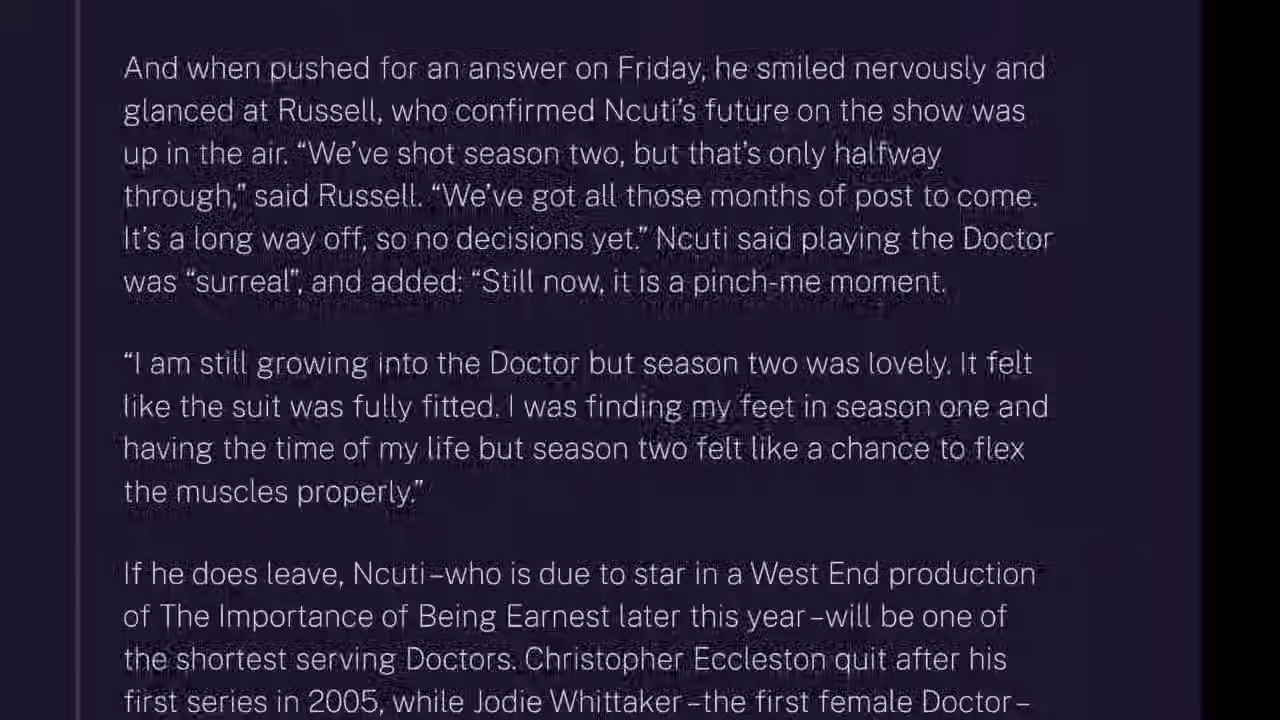 And when pushed for an answer on Friday, he smiled nervously and
glanced at Russell, who confirmed Ncuti’s future on the show was
up in the air. “We’ve shot season two, but that’s only halfway
through,” said Russell. “We’ve got all those months of post to come.
It’s a long way off, so no decisions yet.” Ncuti said playing the Doctor
was “surreal”, and added: “Still now, it is a pinch-me moment.
“I am still growing into the Doctor but season two was lovely. It felt
like the suit was fully fitted. I was finding my feet in season one and
having the time of my life but season two felt like a chance to flex
the muscles properly.”
If he does leave, Ncuti–who is due to star in a West End production
of The Importance of Being Earnest later this year–will be one of
the shortest serving Doctors. Christopher Eccleston quit after his
first series in 2005, while Jodie Whittaker–the first female Doctor–